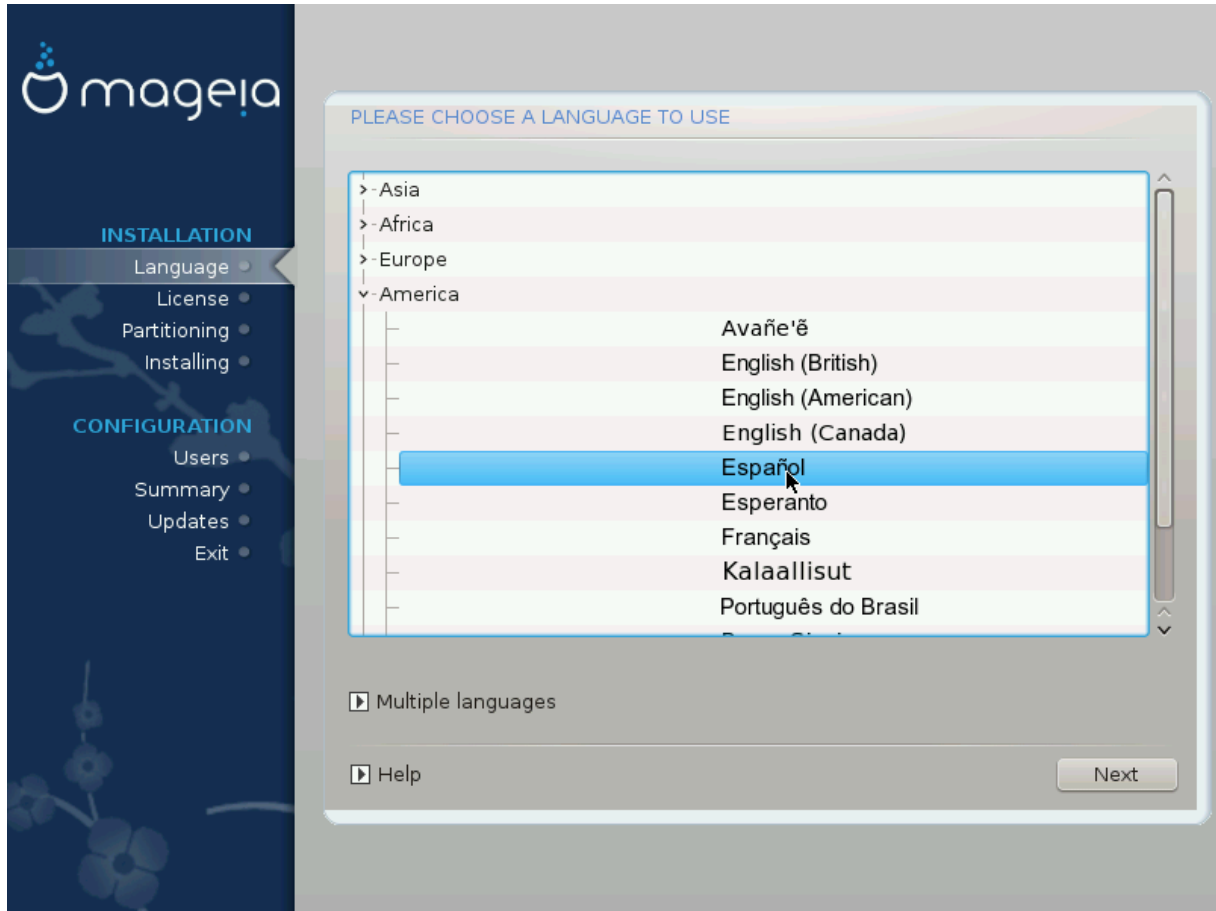 mageia
INSTALLATION
Language
License
Partitioning
Installing
CONFIGURATION
Users
Summary
Updates
Exit
PLEASE CHOOSE A LANGUAGE TO USE
Asia
Africa
Europe
America
Avañe'ẽ
English (British)
English (American)
English (Canada)
Español
Esperanto
Français
Kalaallisut
Português do Brasil
Multiple languages
Help
Next